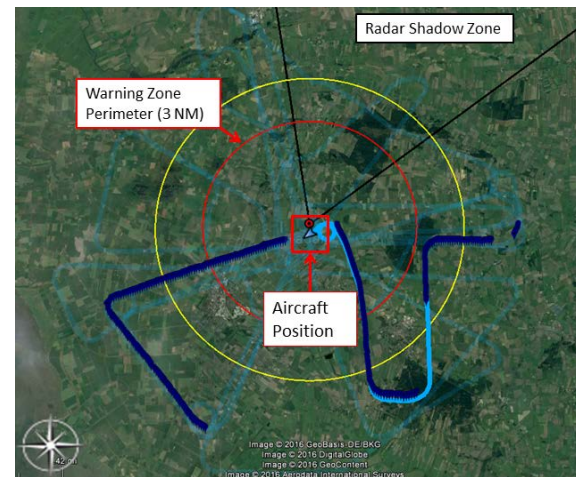 Radar Shadow Zone
Warning Zone
Perimeter (3 NM)
Aircraft
Position
Image © 2016 GeoBasis-DE/BKG
Image © 2016 DigitalGlobe
Image © 2016 GeoContent
Image © 2016 Aerodata International Surveys